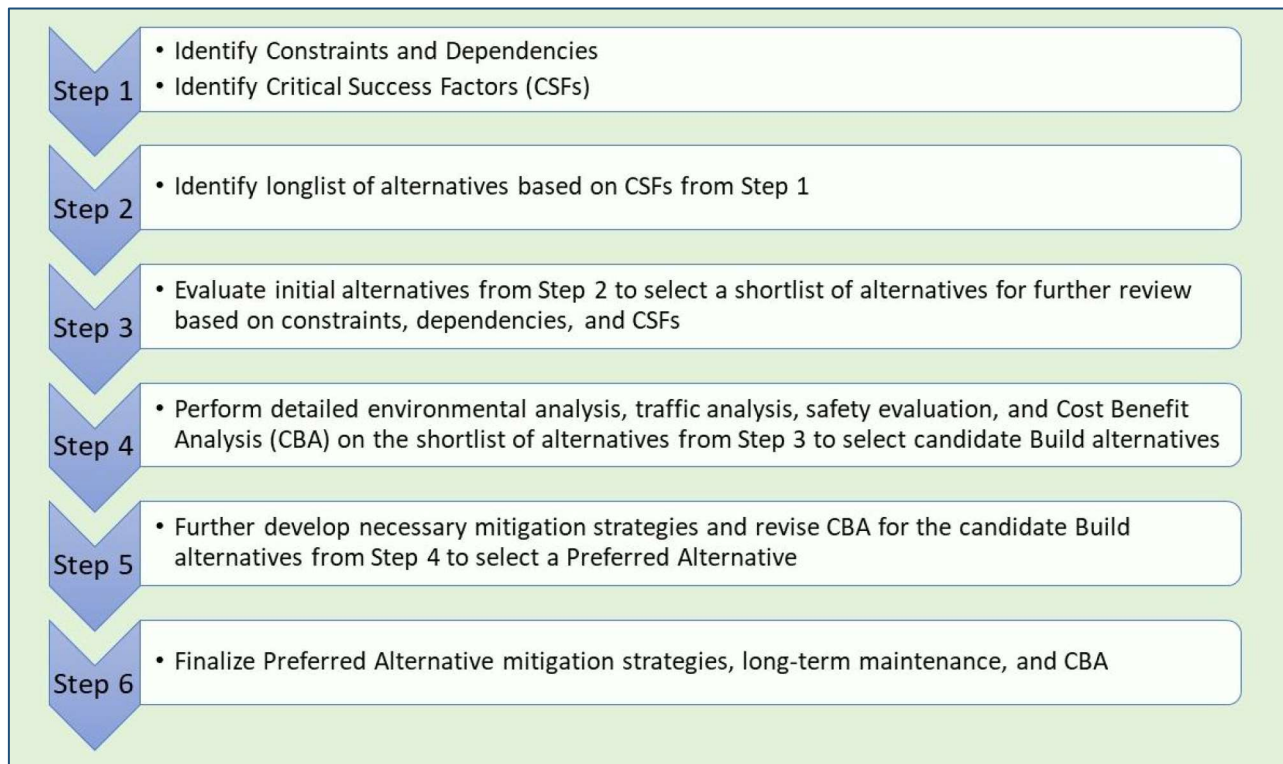 Step 1
• Identify Constraints and Dependencies
• Identify Critical Success Factors (CSFs)
Step 2
• Identify longlist of alternatives based on CSFs from Step 1
Step 3
• Evaluate initial alternatives from Step 2 to select a shortlist of alternatives for further review
based on constraints, dependencies, and CSFs
Step 4
• Perform detailed environmental analysis, traffic analysis, safety evaluation, and Cost Benefit
Analysis (CBA) on the shortlist of alternatives from Step 3 to select candidate Build alternatives
Step 5
• Further develop necessary mitigation strategies and revise CBA for the candidate Build
alternatives from Step 4 to select a Preferred Alternative
Step 6
• Finalize Preferred Alternative mitigation strategies, long-term maintenance, and CBA